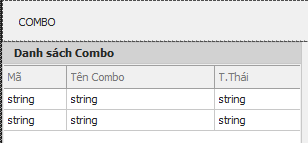 COMBO
Danh sách Combo
Mã Tên Combo T.Thái
string string string
string string string